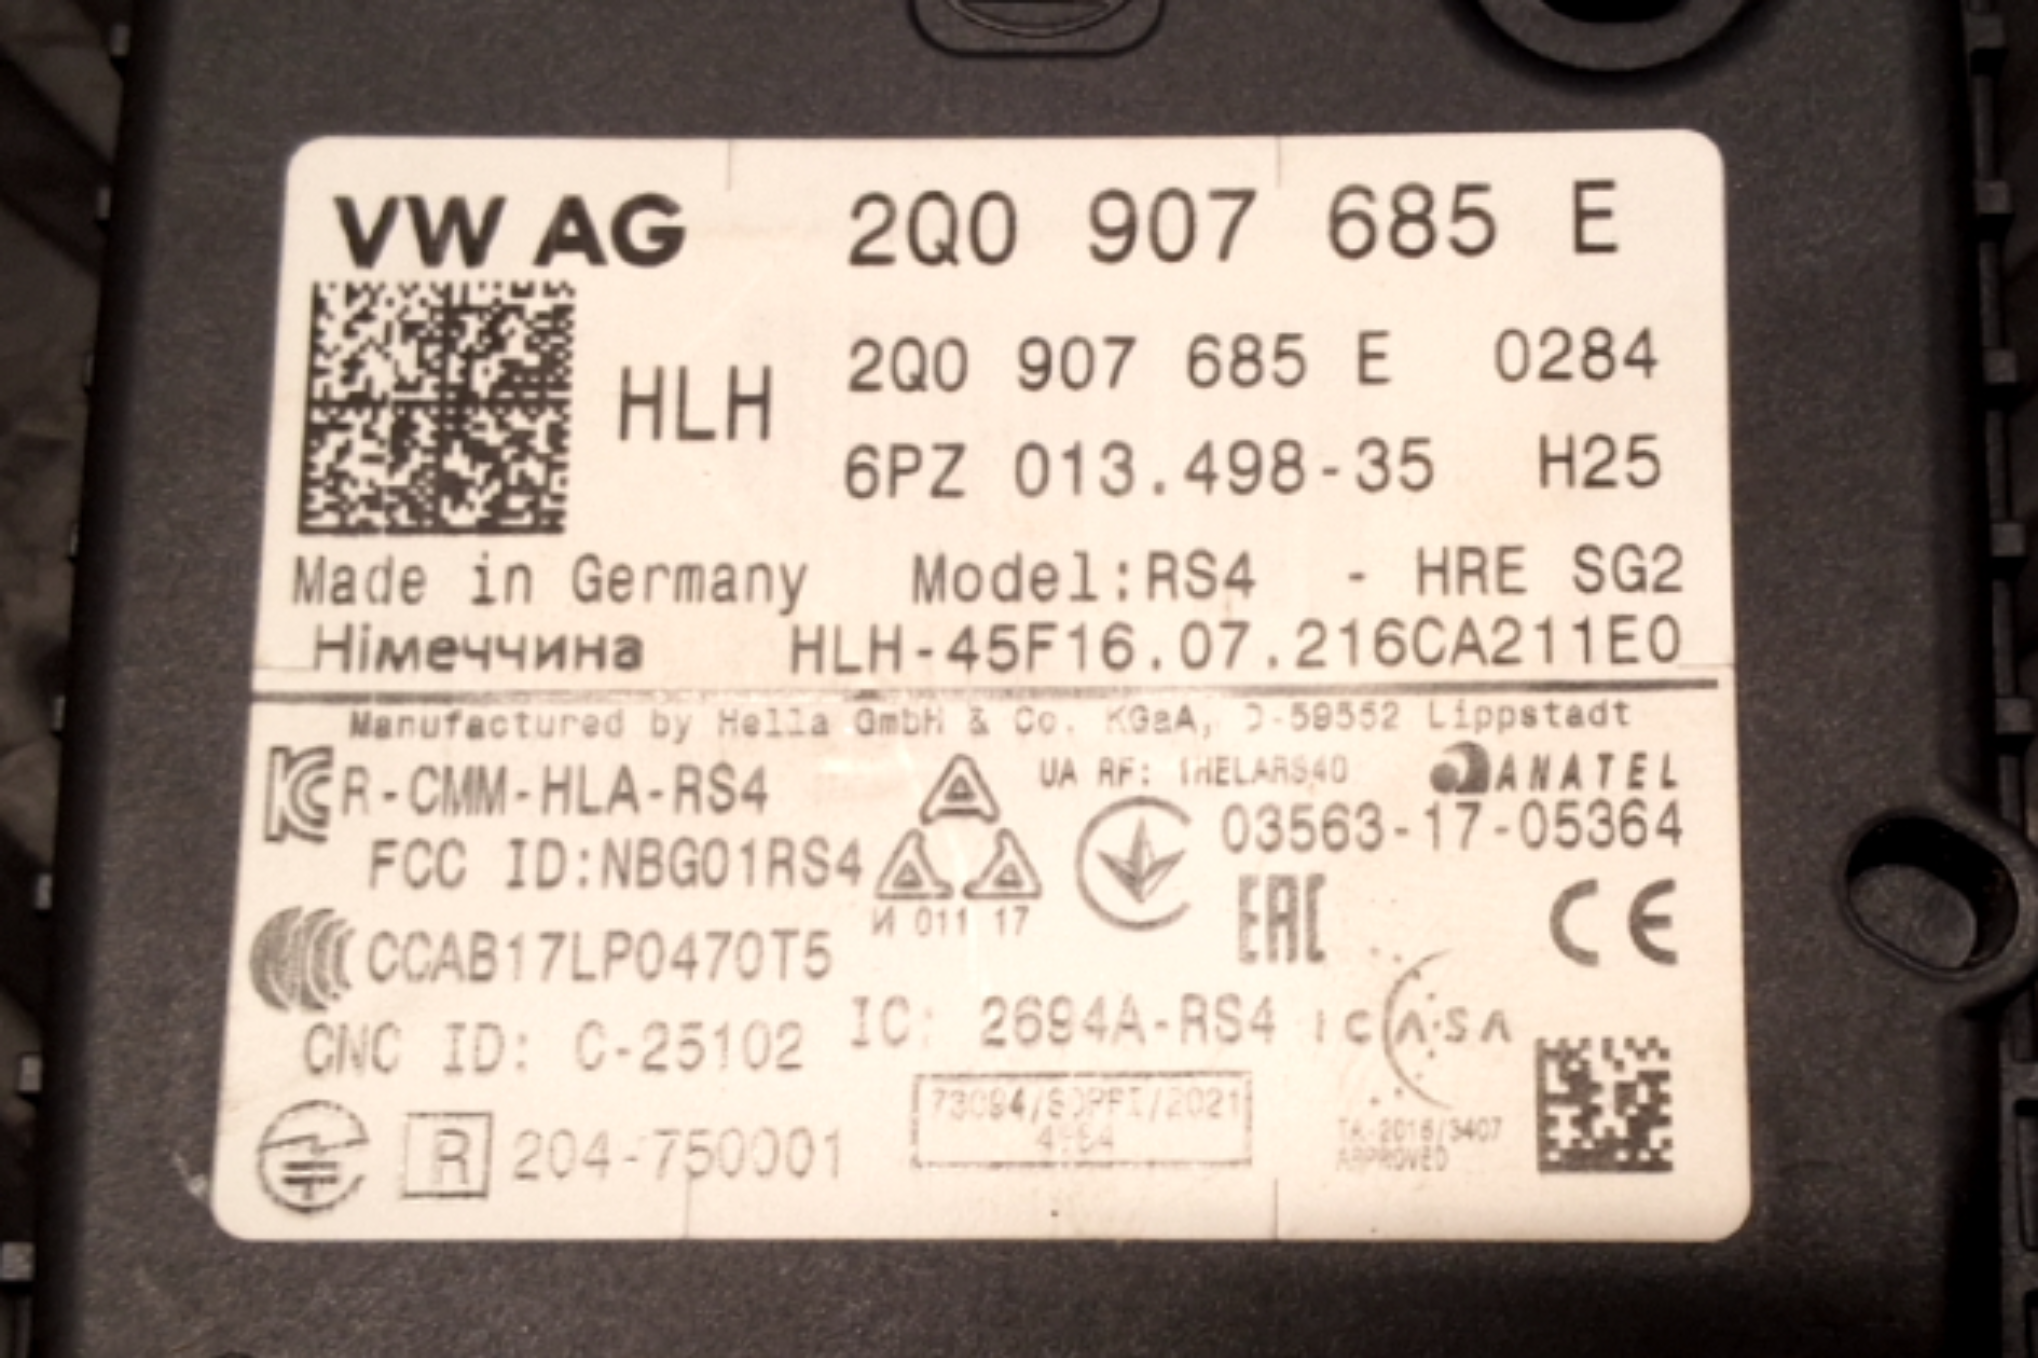 VW AG 2Q0 907 685 E
HLH 2Q0 907 685 E 0284
6PZ 013.498-35 H25
Made in Germany Model:RS4 - HRE SG2
Німеччина HLH-45F16.07.216CA211E0
Manufactured by Hella GmbH & Co. KGaA, D-59552 Lippstadt
R-CMM-HLA-RS4 UA RF: 1HELARS40 ANATEL
03563-17-05364
FCC ID:NBG01RS4
И 011 17 EAC CE
CCAB17LP0470T5
CNC ID: C-25102 IC: 2694A-RS4 ICASA
R 204-750001
TA-2016/3407
APPROVED